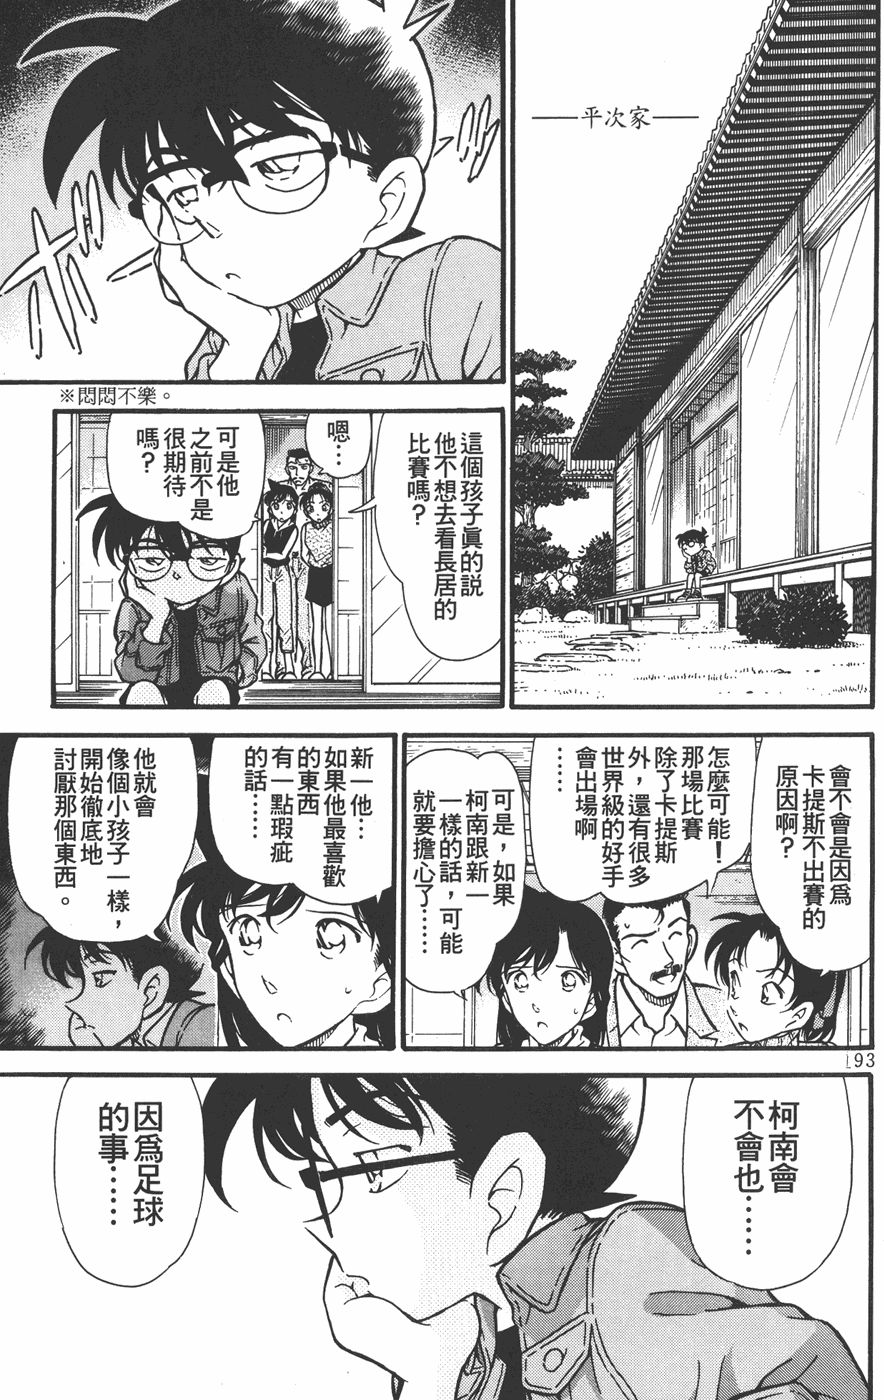 ——平次家——
ムス
ムス
ギャ
※悶悶不樂。
這個孩子真的說
他不想去看長居的
比賽嗎？
嗯…
可是他
之前不是
很期待
嗎？
會不會是因為
卡提斯不出賽的
原因啊？
怎麼可能！
那場比賽
除了卡提斯
外，還有很多
世界級的好手
會出場啊
……
可是，如果
柯南跟新一
一樣的話，可能
就要擔心了……
新一他…
如果他最喜歡
的東西
有一點瑕疵
的話……
他就會
像個小孩子一樣，
開始徹底地
討厭那個東西。
193
柯南會
不會也……
因為足球
的事……